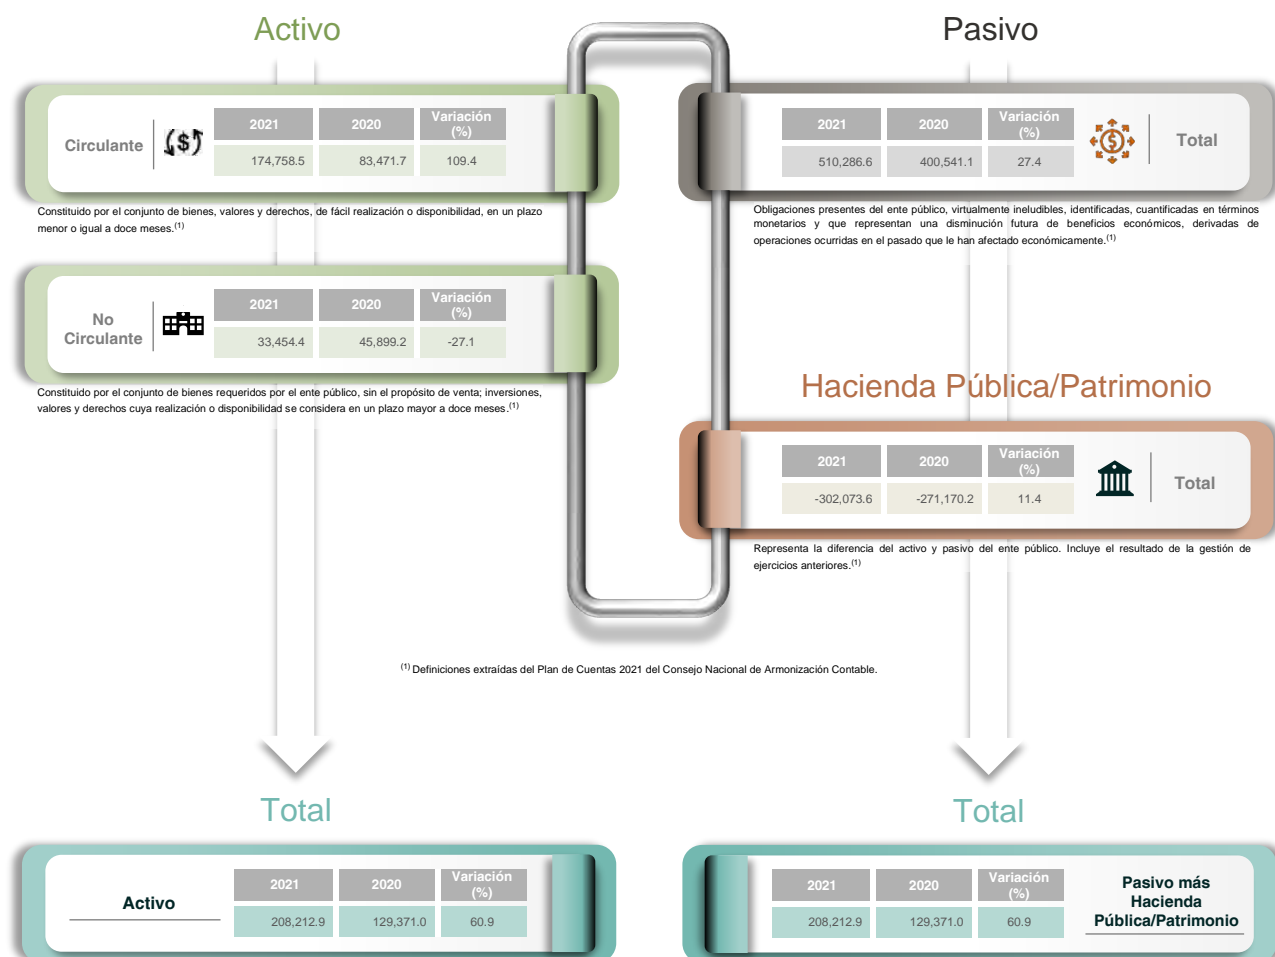 Activo
Circulante
2021 2020 Variación (%)
174,758.5 83,471.7 109.4
Constituido por el conjunto de bienes, valores y derechos, de fácil realización o disponibilidad, en un plazo
menor o igual a doce meses.(1)
No
Circulante
2021 2020 Variación (%)
33,454.4 45,899.2 -27.1
Constituido por el conjunto de bienes requeridos por el ente público, sin el propósito de venta; inversiones,
valores y derechos cuya realización o disponibilidad se considera en un plazo mayor a doce meses.(1)
Pasivo
2021 2020 Variación (%)
510,286.6 400,541.1 27.4
Total
Obligaciones presentes del ente público, virtualmente ineludibles, identificadas, cuantificadas en términos
monetarios y que representan una disminución futura de beneficios económicos, derivadas de
operaciones ocurridas en el pasado que le han afectado económicamente.(1)
Hacienda Pública/Patrimonio
2021 2020 Variación (%)
-302,073.6 -271,170.2 11.4
Total
Representa la diferencia del activo y pasivo del ente público. Incluye el resultado de la gestión de
ejercicios anteriores.(1)
(1) Definiciones extraídas del Plan de Cuentas 2021 del Consejo Nacional de Armonización Contable.
Total
Activo
2021 2020 Variación (%)
208,212.9 129,371.0 60.9
Total
2021 2020 Variación (%)
208,212.9 129,371.0 60.9
Pasivo más
Hacienda
Pública/Patrimonio